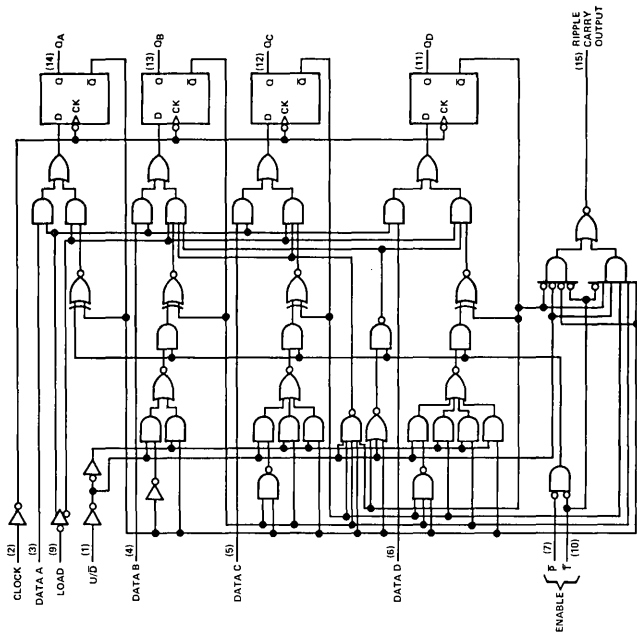 CLOCK (2)
DATA A (3)
LOAD (9)
U/D̅ (1)
DATA B (4)
DATA C (5)
DATA D (6)
ENABLE
P̅ (7)
T̅ (10)
D Q (14) QA
CK
Q̅
D Q (13) QB
CK
Q̅
D Q (12) QC
CK
Q̅
D Q (11) QD
CK
Q̅
(15) RIPPLE
CARRY
OUTPUT